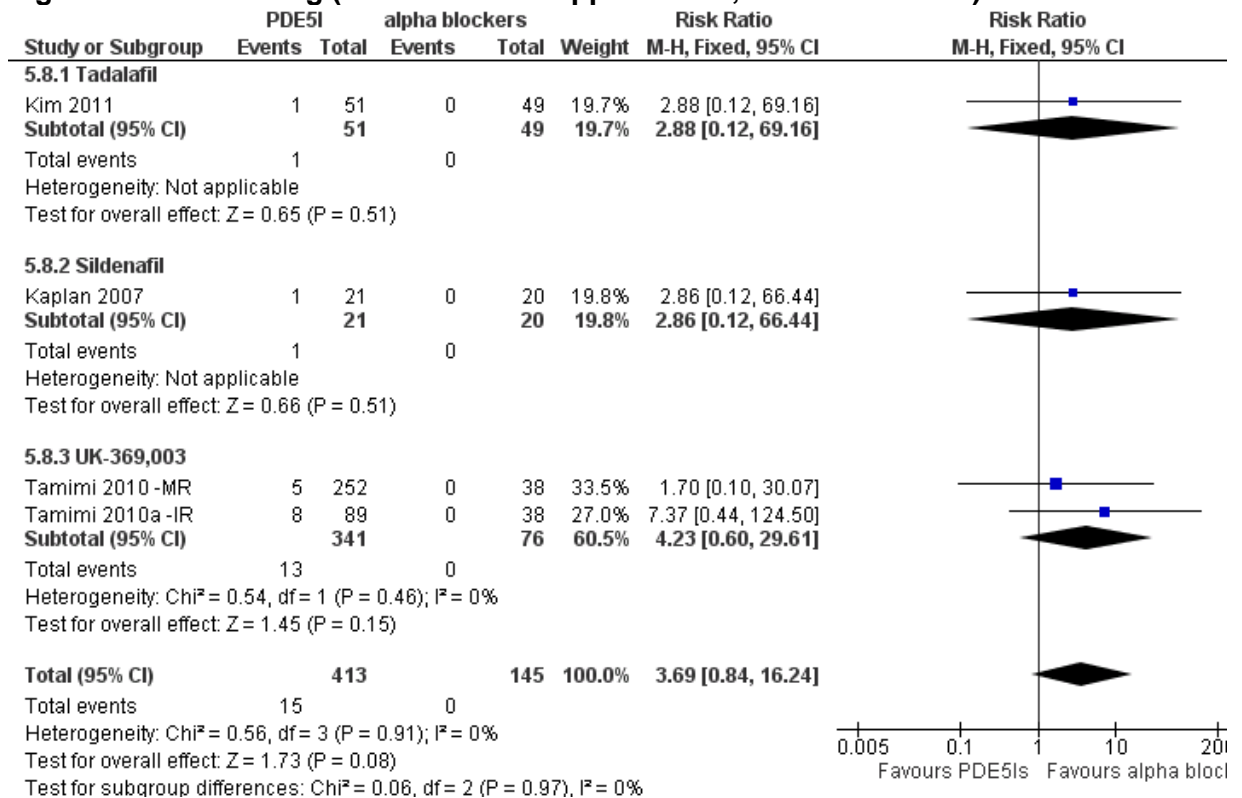 PDE5I alpha blockers Risk Ratio Risk Ratio
Study or Subgroup Events Total Events Total Weight M-H, Fixed, 95% CI M-H, Fixed, 95% CI
5.8.1 Tadalafil
Kim 2011 1 51 0 49 19.7% 2.88 [0.12, 69.16]
Subtotal (95% CI) 51 49 19.7% 2.88 [0.12, 69.16]
Total events 1 0
Heterogeneity: Not applicable
Test for overall effect: Z = 0.65 (P = 0.51)
5.8.2 Sildenafil
Kaplan 2007 1 21 0 20 19.8% 2.86 [0.12, 66.44]
Subtotal (95% CI) 21 20 19.8% 2.86 [0.12, 66.44]
Total events 1 0
Heterogeneity: Not applicable
Test for overall effect: Z = 0.66 (P = 0.51)
5.8.3 UK-369,003
Tamimi 2010 -MR 5 252 0 38 33.5% 1.70 [0.10, 30.07]
Tamimi 2010a -IR 8 89 0 38 27.0% 7.37 [0.44, 124.50]
Subtotal (95% CI) 341 76 60.5% 4.23 [0.60, 29.61]
Total events 13 0
Heterogeneity: Chi² = 0.54, df = 1 (P = 0.46); I² = 0%
Test for overall effect: Z = 1.45 (P = 0.15)
Total (95% CI) 413 145 100.0% 3.69 [0.84, 16.24]
Total events 15 0
Heterogeneity: Chi² = 0.56, df = 3 (P = 0.91); I² = 0%
Test for overall effect: Z = 1.73 (P = 0.08)
Test for subgroup differences: Chi² = 0.06, df = 2 (P = 0.97), I² = 0%
0.005 0.1 1 10 20
Favours PDE5Is Favours alpha bloc